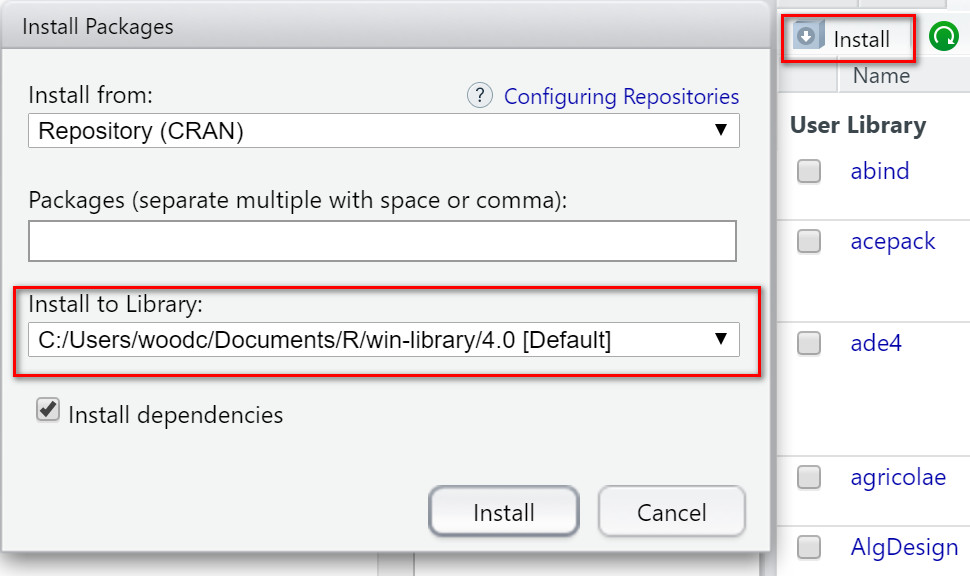 Install Packages
Install from:
? Configuring Repositories
Repository (CRAN)
Packages (separate multiple with space or comma):
Install to Library:
C:/Users/woodc/Documents/R/win-library/4.0 [Default]
Install dependencies
Install
Cancel
Install
Name
User Library
abind
acepack
ade4
agricolae
AlgDesign